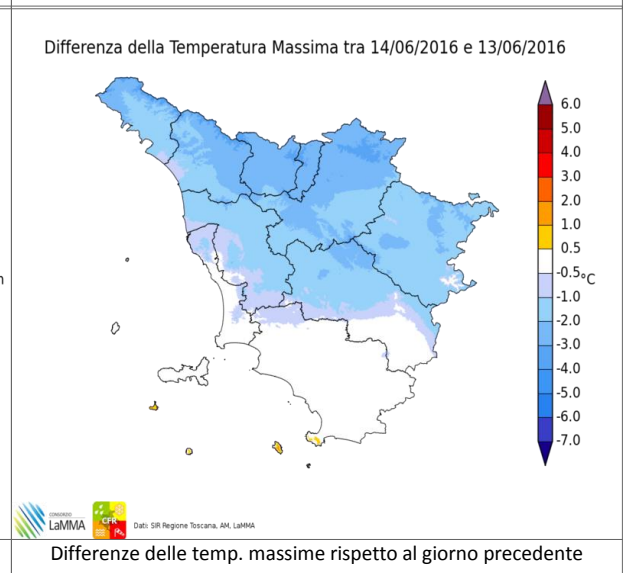 Differenza della Temperatura Massima tra 14/06/2016 e 13/06/2016
6.0
5.0
4.0
3.0
2.0
1.0
0.5
-0.5
°C
-1.0
-2.0
-3.0
-4.0
-5.0
-6.0
-7.0
CONSORZIO
LaMMA
CFR
Dati: SIR Regione Toscana, AM, LaMMA
Differenze delle temp. massime rispetto al giorno precedente